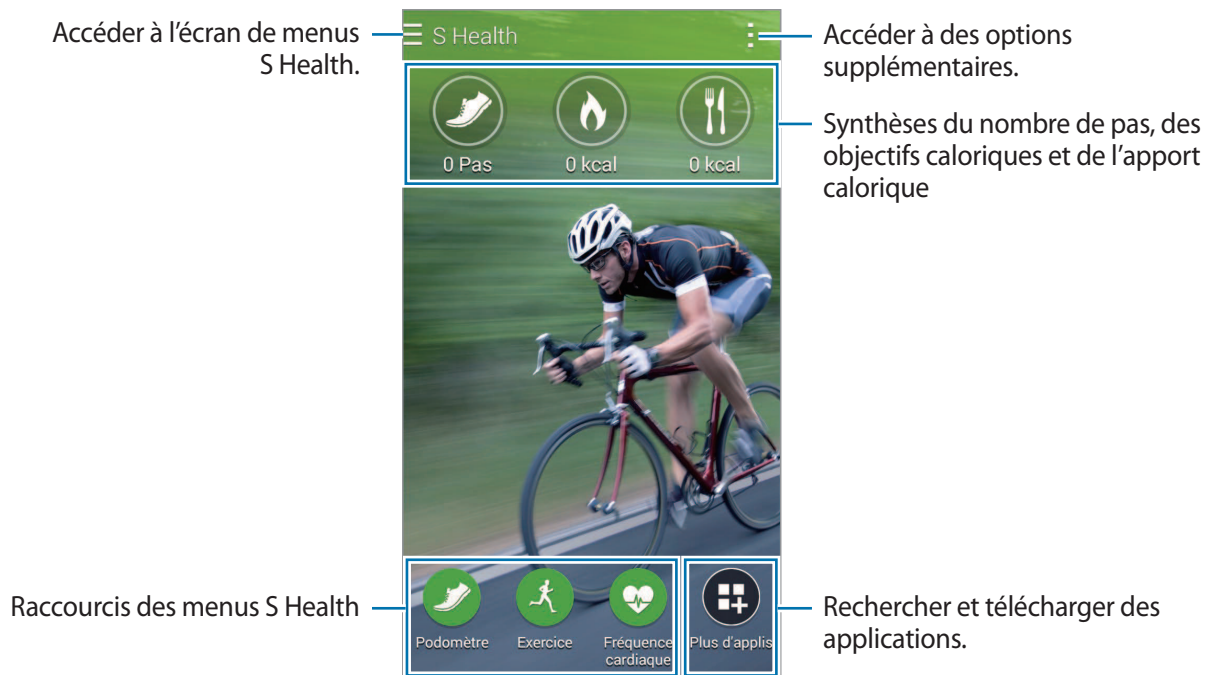 Accéder à l’écran de menus
S Health.
S Health
Accéder à des options
supplémentaires.
0 Pas
0 kcal
0 kcal
Synthèses du nombre de pas, des
objectifs caloriques et de l’apport
calorique
Raccourcis des menus S Health
Podomètre
Exercice
Fréquence
cardiaque
Plus d’applis
Rechercher et télécharger des
applications.